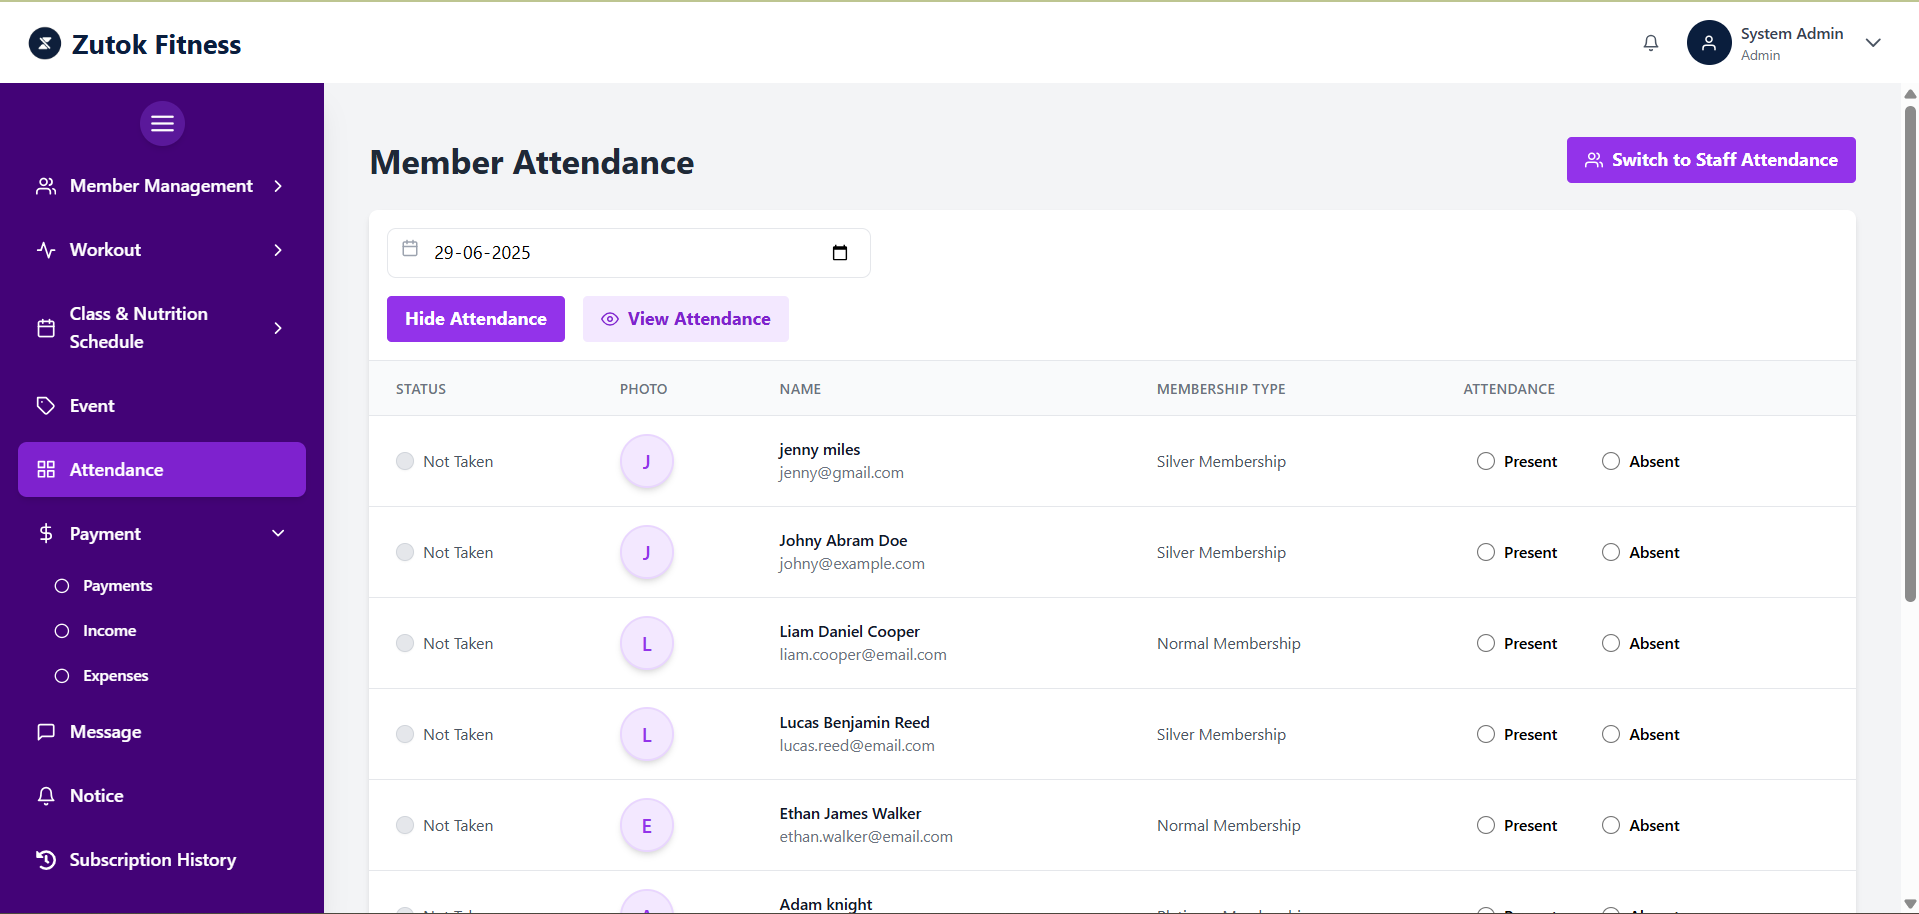 Zutok Fitness
System Admin
Admin
Member Management
Workout
Class & Nutrition
Schedule
Event
Attendance
Payment
Payments
Income
Expenses
Message
Notice
Subscription History
Member Attendance
Switch to Staff Attendance
29-06-2025
Hide Attendance View Attendance
STATUS PHOTO NAME MEMBERSHIP TYPE ATTENDANCE
Not Taken J jenny miles Silver Membership Present Absent
jenny@gmail.com
Not Taken J Johny Abram Doe Silver Membership Present Absent
johny@example.com
Not Taken L Liam Daniel Cooper Normal Membership Present Absent
liam.cooper@email.com
Not Taken L Lucas Benjamin Reed Silver Membership Present Absent
lucas.reed@email.com
Not Taken E Ethan James Walker Normal Membership Present Absent
ethan.walker@email.com
Adam knight